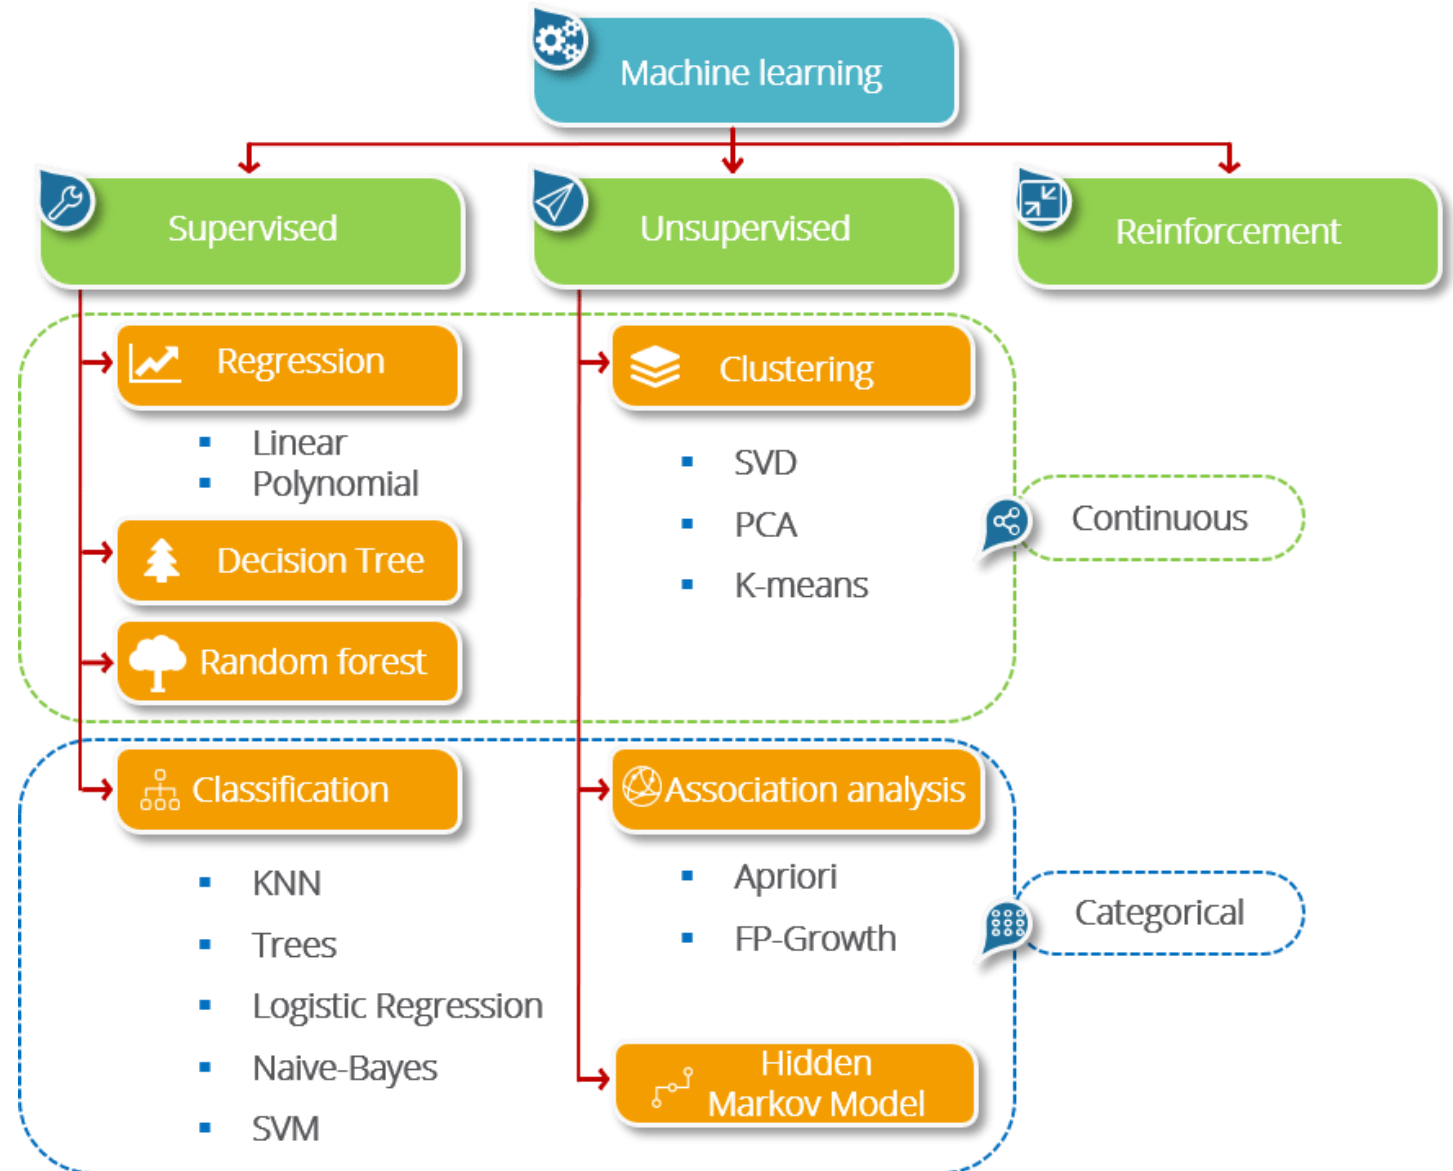 Machine learning
Supervised
Unsupervised
Reinforcement
Regression
Linear
Polynomial
Decision Tree
Random forest
Clustering
SVD
PCA
K-means
Continuous
Classification
KNN
Trees
Logistic Regression
Naive-Bayes
SVM
Association analysis
Apriori
FP-Growth
Hidden
Markov Model
Categorical